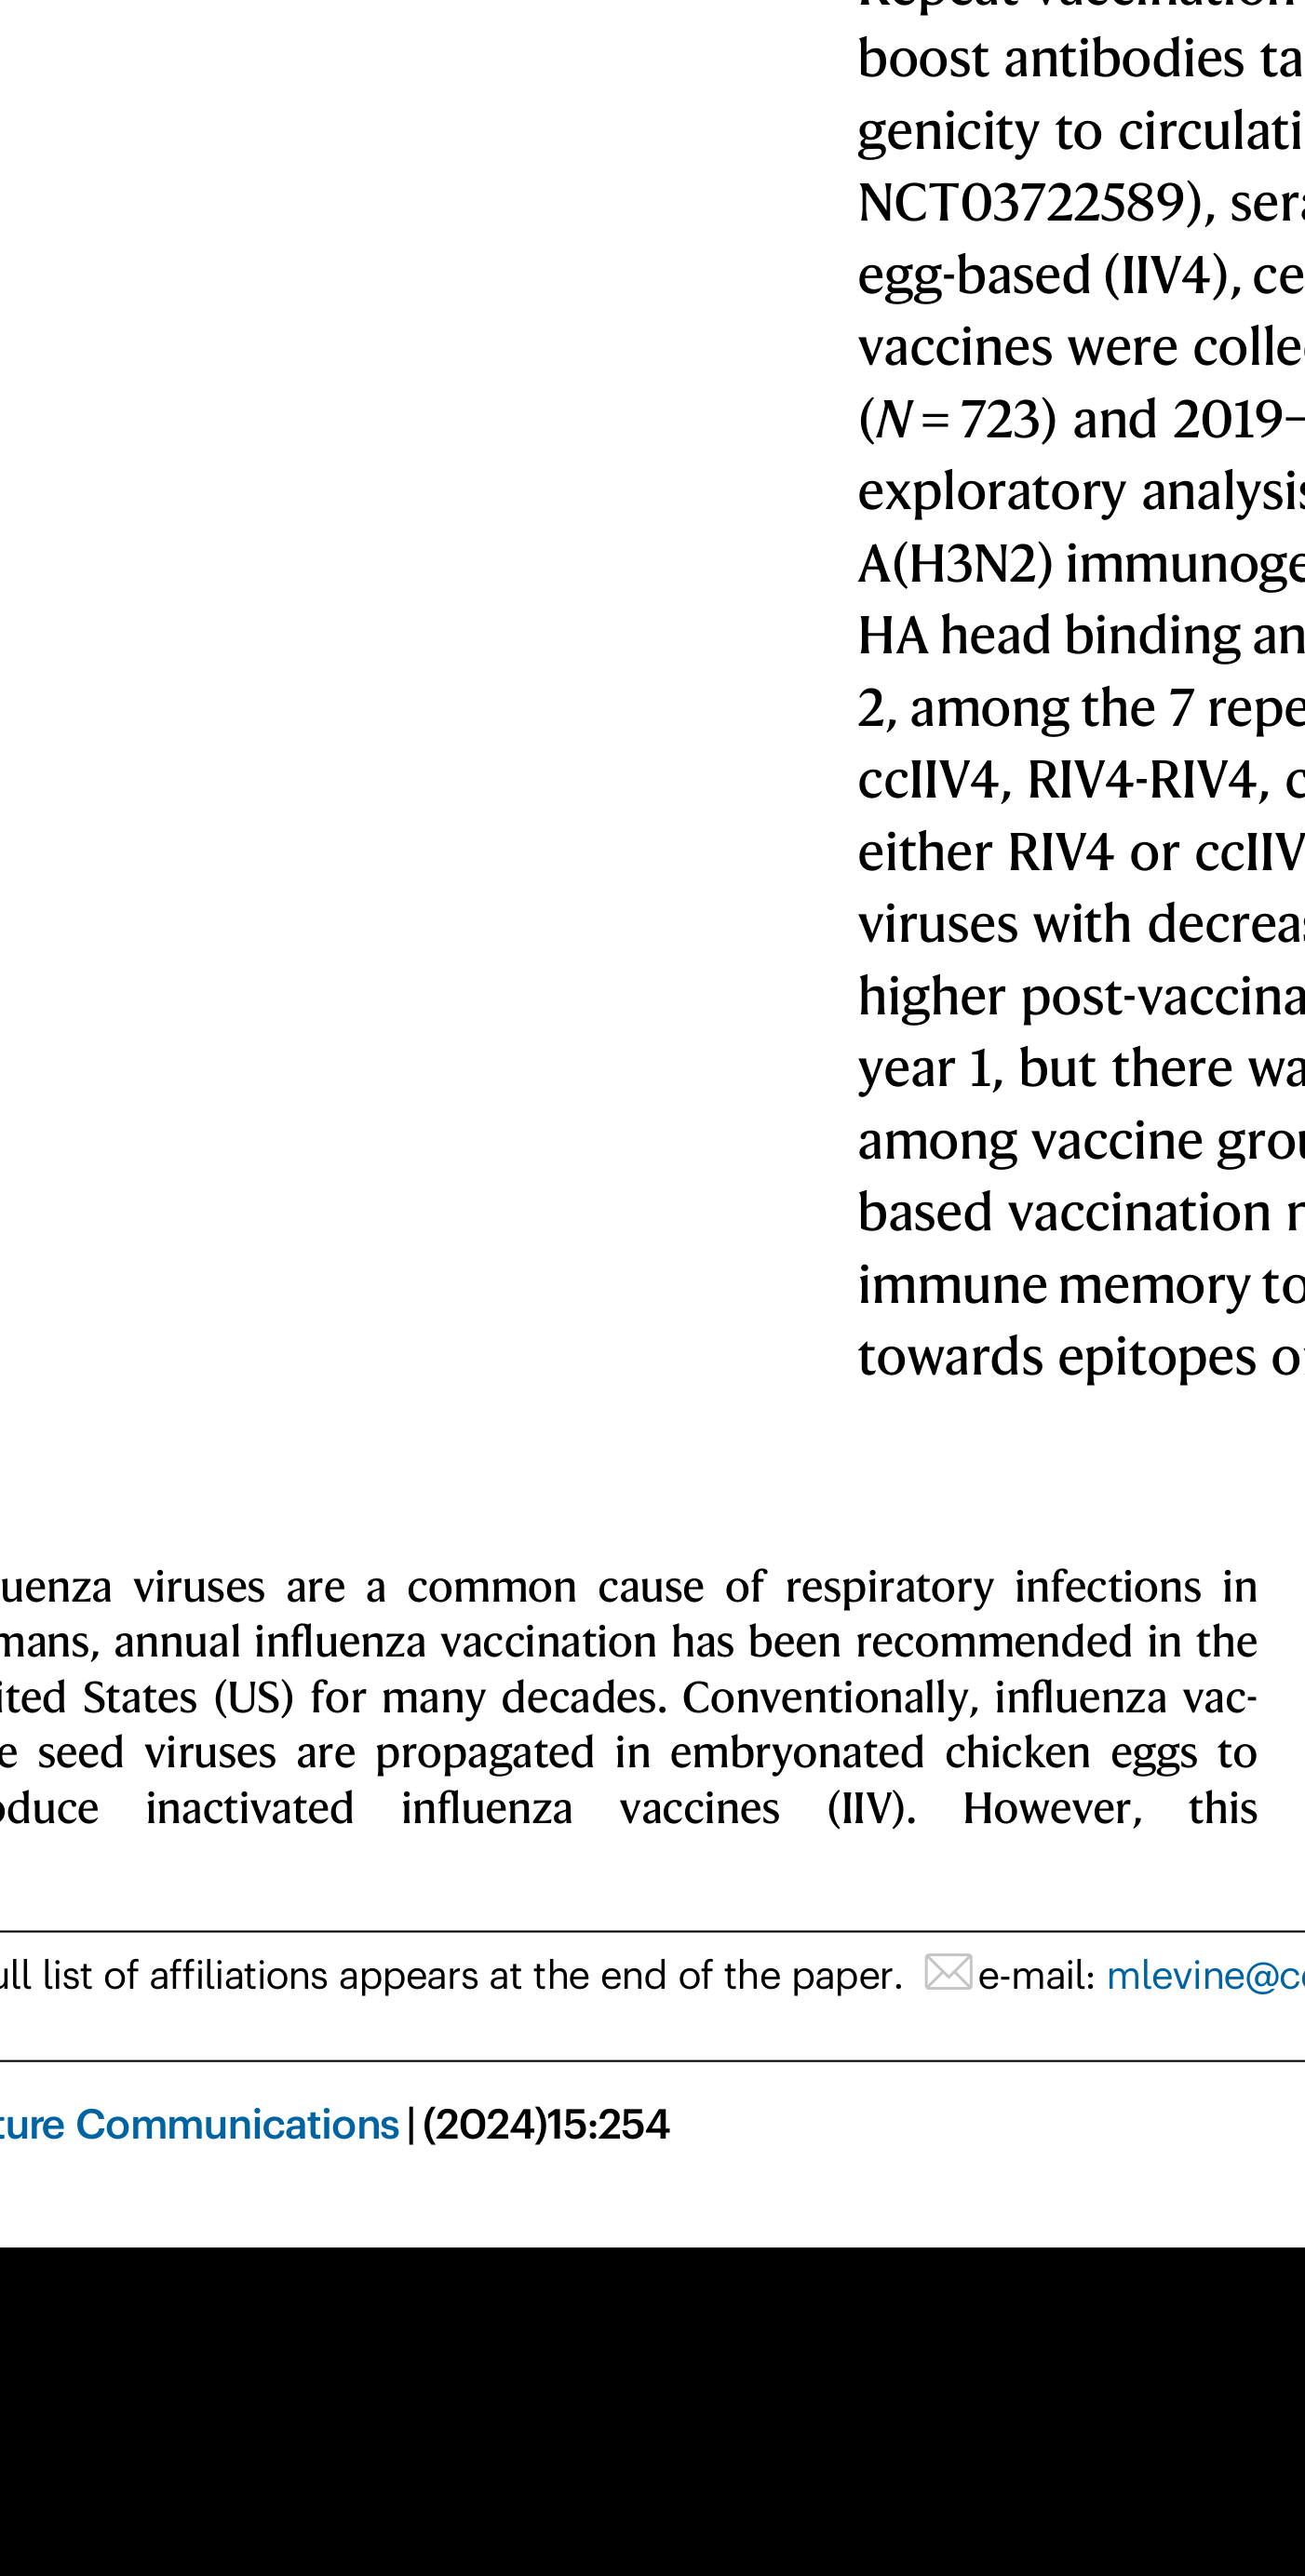 Repeat vaccination
boost antibodies ta
genicity to circulati
NCT03722589), sera
egg-based (IIV4), ce
vaccines were colle
(N = 723) and 2019–
exploratory analysis
A(H3N2) immunoge
HA head binding an
2, among the 7 repe
ccIIV4, RIV4-RIV4, c
either RIV4 or ccIIV
viruses with decreas
higher post-vaccina
year 1, but there wa
among vaccine grou
based vaccination r
immune memory to
towards epitopes o
uenza viruses are a common cause of respiratory infections in
mans, annual influenza vaccination has been recommended in the
ited States (US) for many decades. Conventionally, influenza vac-
e seed viruses are propagated in embryonated chicken eggs to
oduce inactivated influenza vaccines (IIV). However, this
ull list of affiliations appears at the end of the paper. e-mail: mlevine@c
ture Communications | (2024)15:254